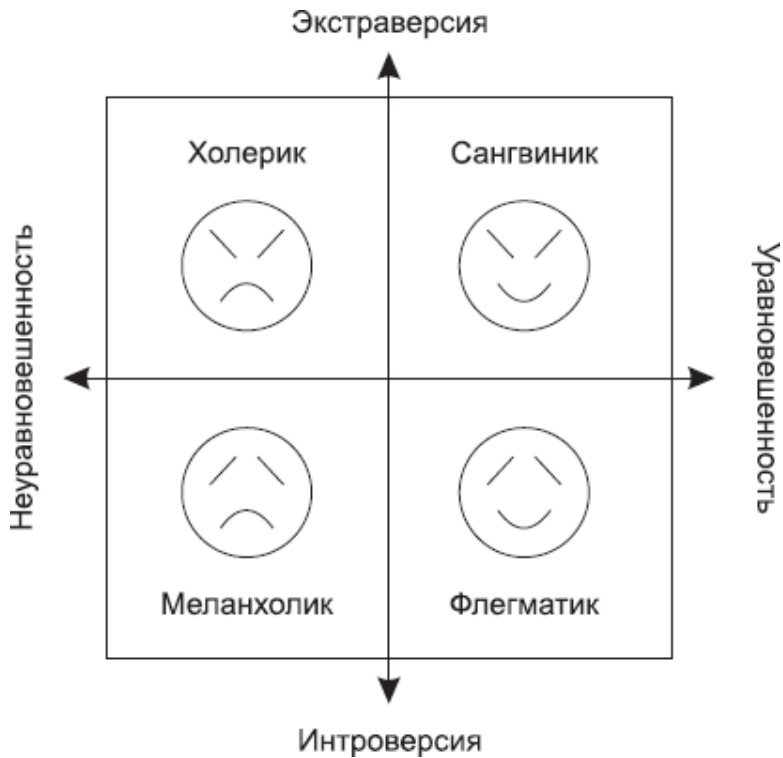 Экстраверсия
Холерик
Сангвиник
Неуравновешенность
Уравновешенность
Меланхолик
Флегматик
Интроверсия